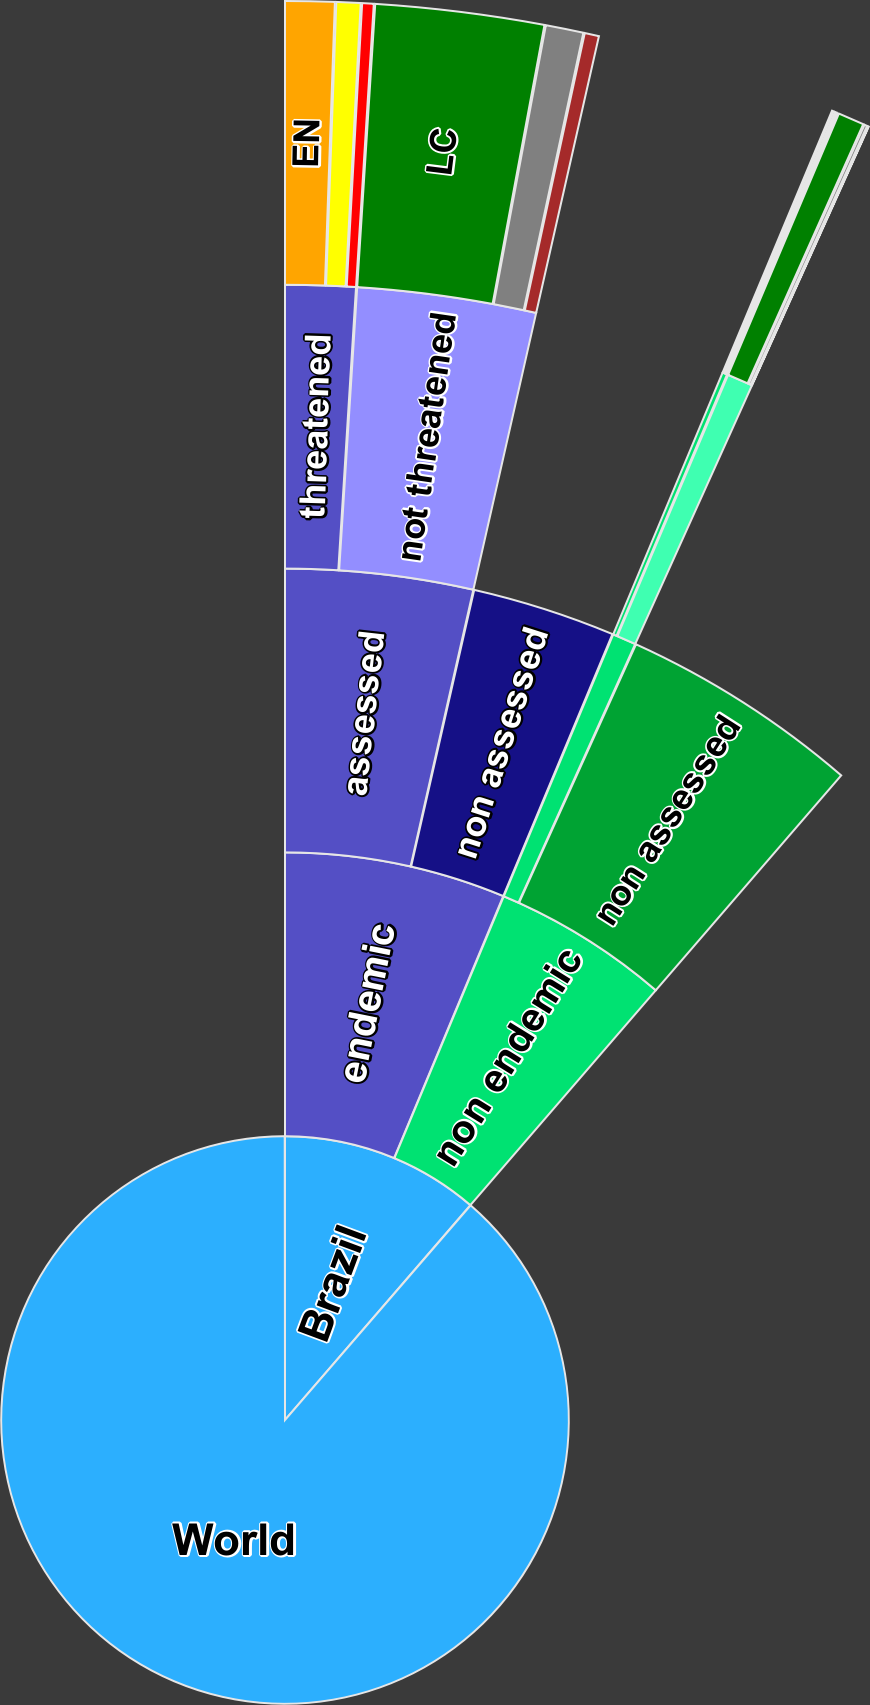 EN
LC
threatened
not threatened
assessed
non assessed
non assessed
endemic
non endemic
Brazil
World